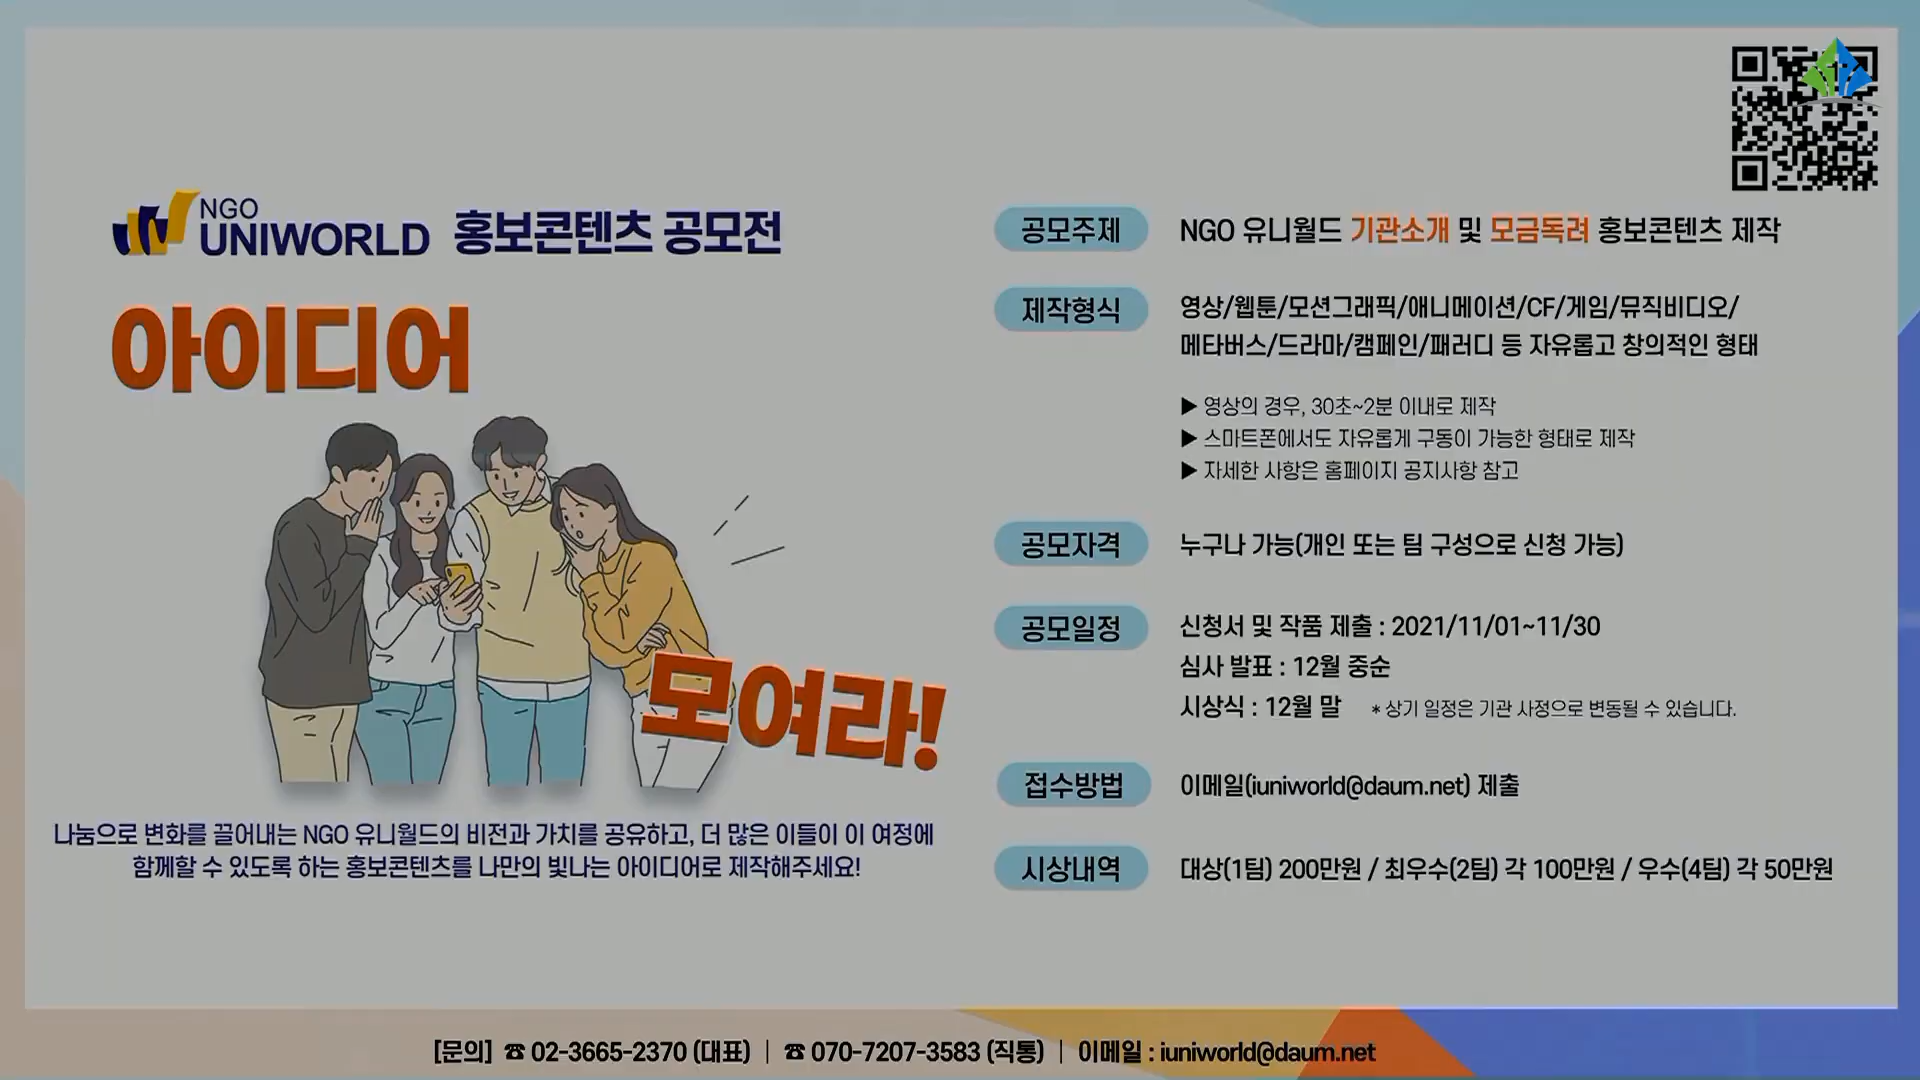 NGO
UNIWORLD 홍보콘텐츠 공모전
아이디어
모여라!
나눔으로 변화를 끌어내는 NGO 유니월드의 비전과 가치를 공유하고, 더 많은 이들이 이 여정에
함께할 수 있도록 하는 홍보콘텐츠를 나만의 빛나는 아이디어로 제작해주세요!
공모주제 NGO 유니월드 기관소개 및 모금독려 홍보콘텐츠 제작
제작형식 영상/웹툰/모션그래픽/애니메이션/CF/게임/뮤직비디오/
메타버스/드라마/캠페인/패러디 등 자유롭고 창의적인 형태
▶ 영상의 경우, 30초~2분 이내로 제작
▶ 스마트폰에서도 자유롭게 구동이 가능한 형태로 제작
▶ 자세한 사항은 홈페이지 공지사항 참고
공모자격 누구나 가능(개인 또는 팀 구성으로 신청 가능)
공모일정 신청서 및 작품 제출 : 2021/11/01~11/30
심사 발표 : 12월 중순
시상식 : 12월 말 * 상기 일정은 기관 사정으로 변동될 수 있습니다.
접수방법 이메일(iuniworld@daum.net) 제출
시상내역 대상(1팀) 200만원 / 최우수(2팀) 각 100만원 / 우수(4팀) 각 50만원
[문의] ☎ 02-3665-2370 (대표) | ☎ 070-7207-3583 (직통) | 이메일 : iuniworld@daum.net